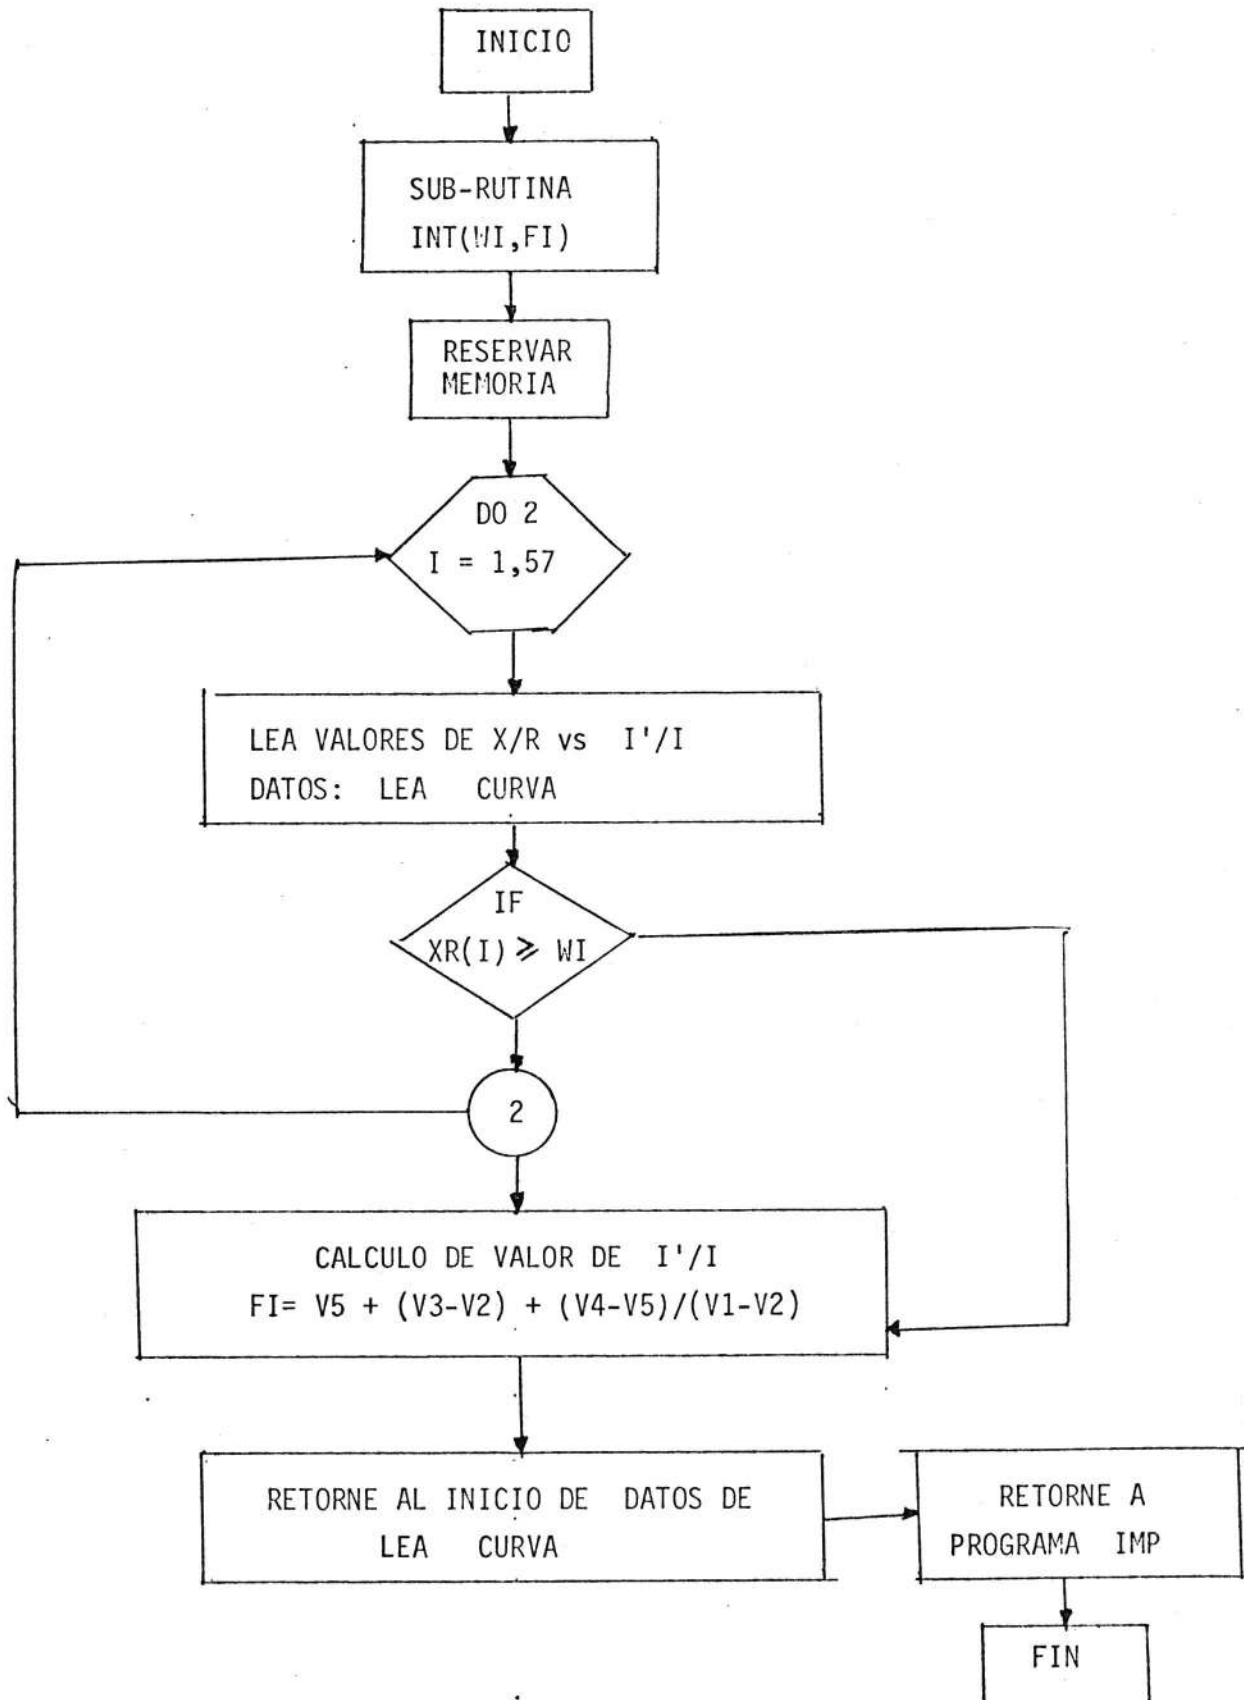 INICIO
SUB-RUTINA
INT(WI,FI)
RESERVAR
MEMORIA
DO 2
I = 1,57
LEA VALORES DE X/R vs I'/I
DATOS: LEA CURVA
IF
XR(I) ⩾ WI
2
CALCULO DE VALOR DE I'/I
FI= V5 + (V3-V2) + (V4-V5)/(V1-V2)
RETORNE AL INICIO DE DATOS DE
LEA CURVA
RETORNE A
PROGRAMA IMP
FIN